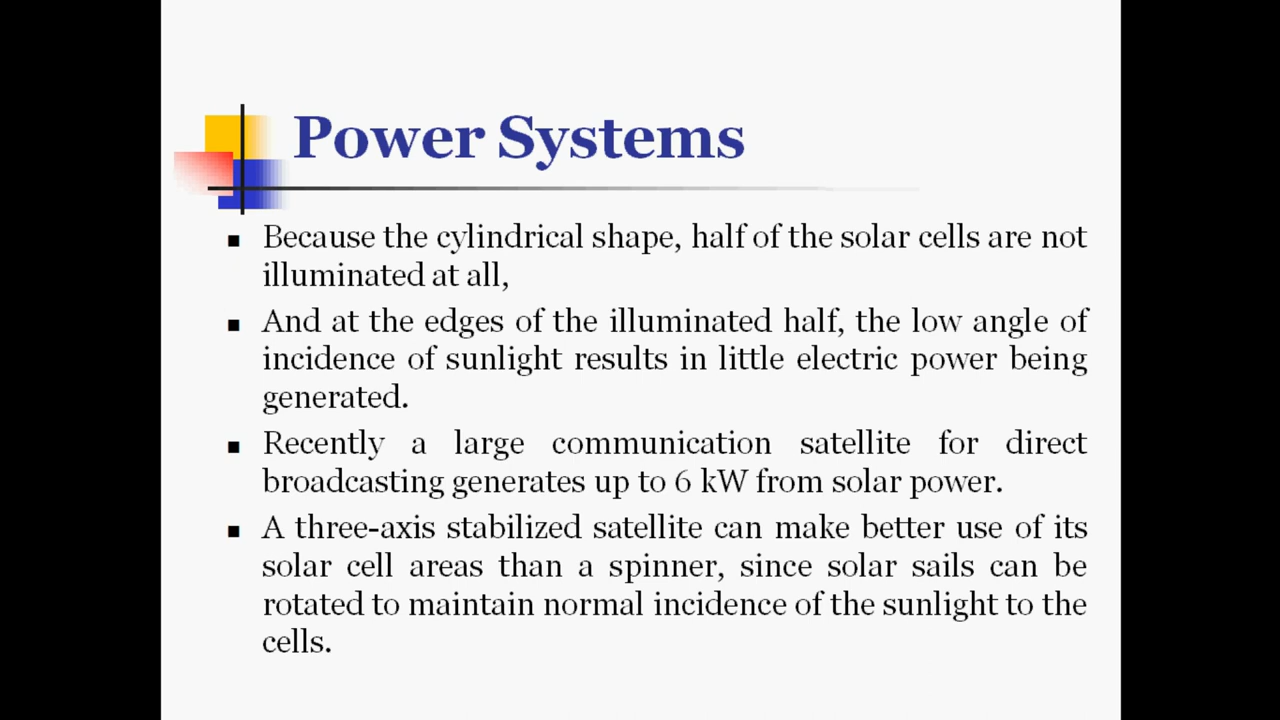 Power Systems
Because the cylindrical shape, half of the solar cells are not
illuminated at all,
And at the edges of the illuminated half, the low angle of
incidence of sunlight results in little electric power being
generated.
Recently a large communication satellite for direct
broadcasting generates up to 6 kW from solar power.
A three-axis stabilized satellite can make better use of its
solar cell areas than a spinner, since solar sails can be
rotated to maintain normal incidence of the sunlight to the
cells.